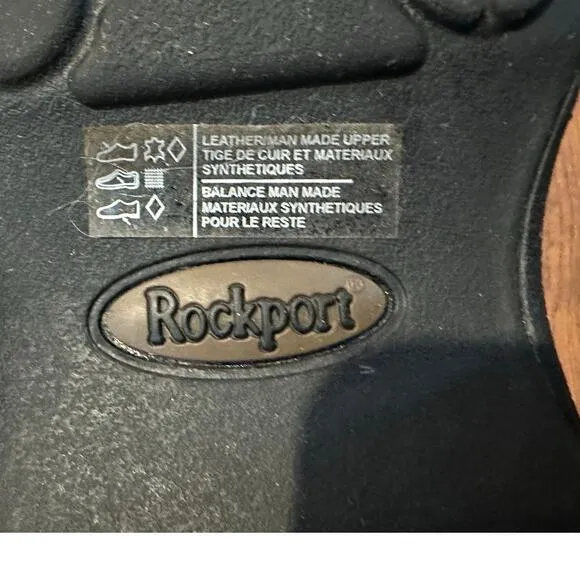 LEATHER/MAN MADE UPPER
TIGE DE CUIR ET MATERIAUX
SYNTHETIQUES
BALANCE MAN MADE
MATERIAUX SYNTHETIQUES
POUR LE RESTE
Rockport®